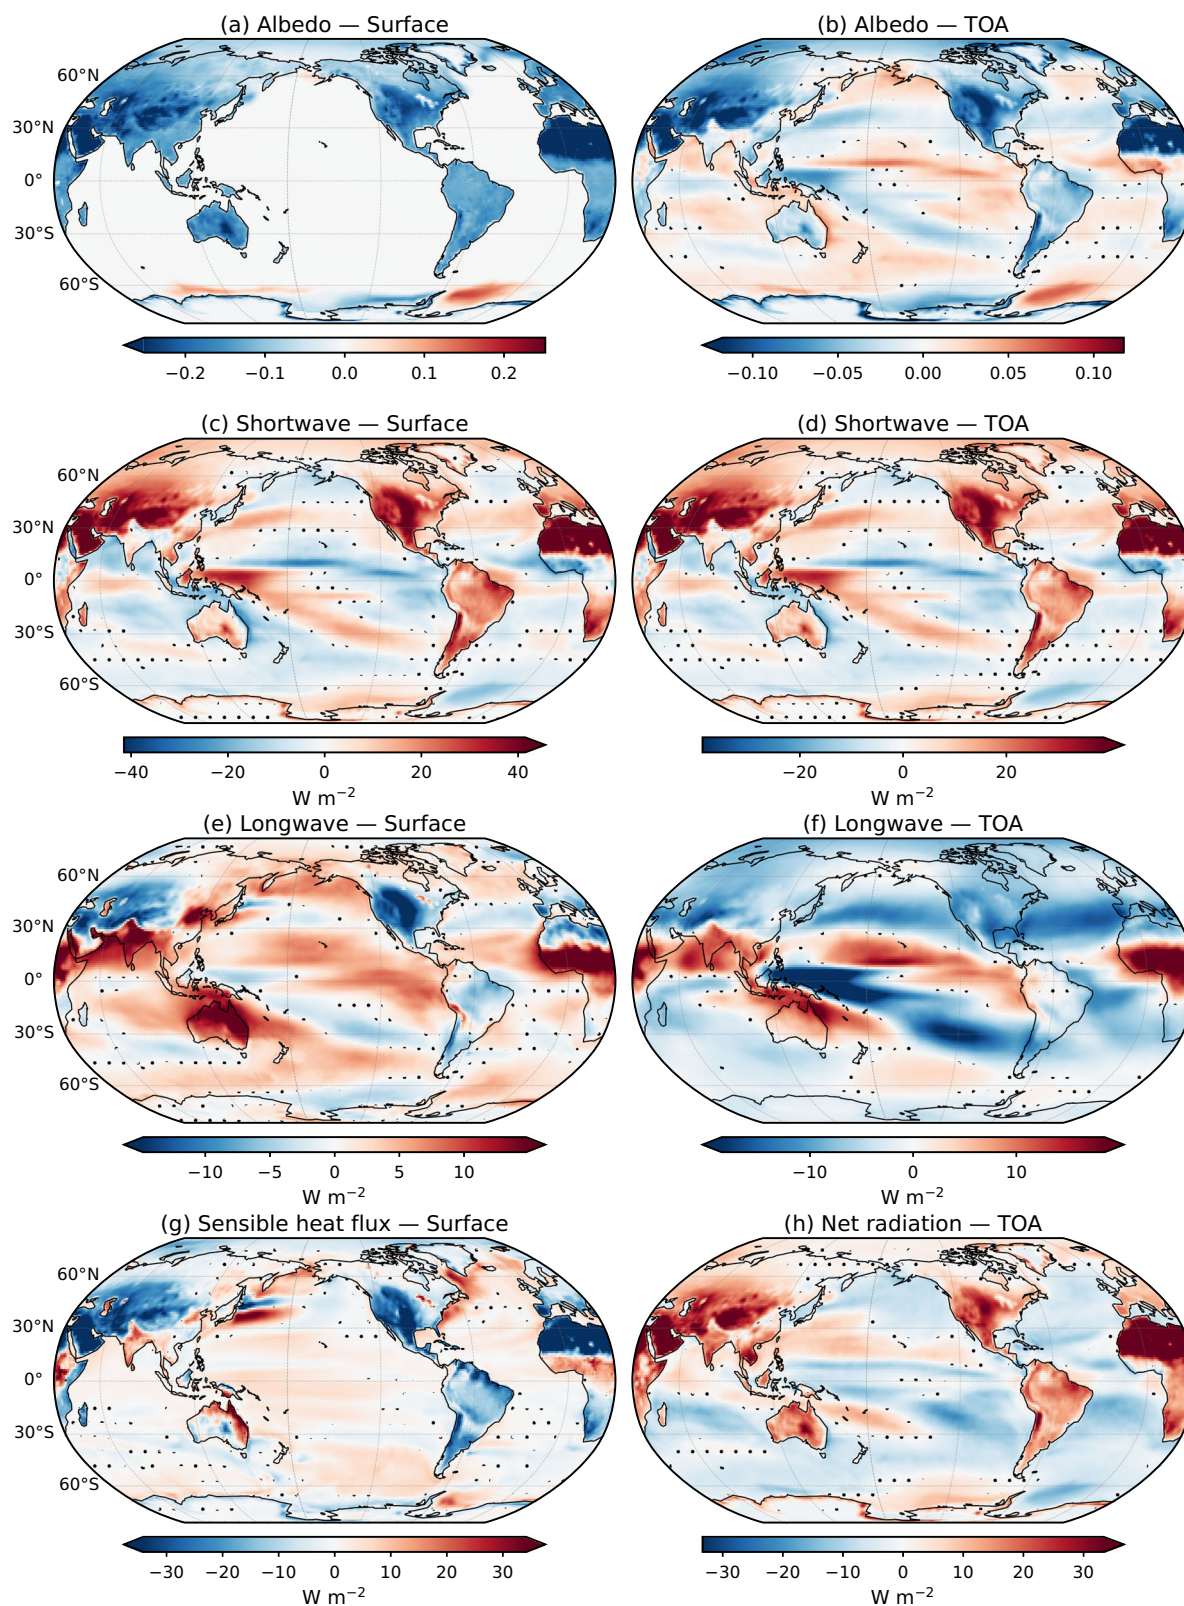 (a) Albedo — Surface
(b) Albedo — TOA
60°N
30°N
0°
30°S
60°S
−0.2 −0.1 0.0 0.1 0.2
−0.10 −0.05 0.00 0.05 0.10
(c) Shortwave — Surface
(d) Shortwave — TOA
60°N
30°N
0°
30°S
60°S
−40 −20 0 20 40
−20 0 20
W m⁻²
W m⁻²
(e) Longwave — Surface
(f) Longwave — TOA
60°N
30°N
0°
30°S
60°S
−10 −5 0 5 10
−10 0 10
W m⁻²
W m⁻²
(g) Sensible heat flux — Surface
(h) Net radiation — TOA
60°N
30°N
0°
30°S
60°S
−30 −20 −10 0 10 20 30
−30 −20 −10 0 10 20 30
W m⁻²
W m⁻²